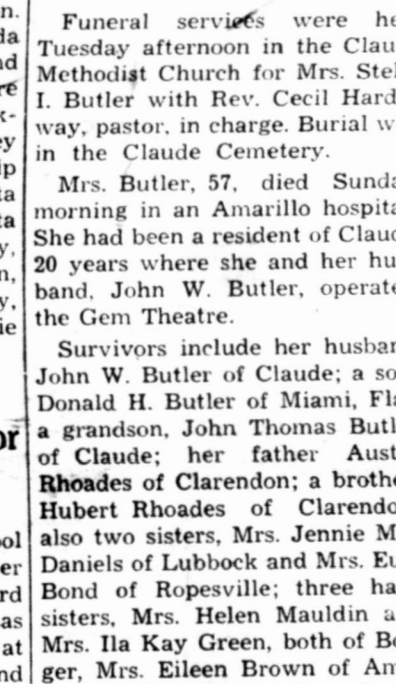 Funeral services were he
Tuesday afternoon in the Clau
Methodist Church for Mrs. Stel
I. Butler with Rev. Cecil Hard
way, pastor, in charge. Burial w
in the Claude Cemetery.
Mrs. Butler, 57, died Sunda
morning in an Amarillo hospita
She had been a resident of Claud
20 years where she and her hu
band, John W. Butler, operate
the Gem Theatre.
Survivors include her husban
John W. Butler of Claude; a so
Donald H. Butler of Miami, Fla
a grandson, John Thomas Butl
of Claude; her father Aust
Rhoades of Clarendon; a brothe
Hubert Rhoades of Clarendo
also two sisters, Mrs. Jennie M
Daniels of Lubbock and Mrs. Eu
Bond of Ropesville; three ha
sisters, Mrs. Helen Mauldin a
Mrs. Ila Kay Green, both of Bo
ger, Mrs. Eileen Brown of Am